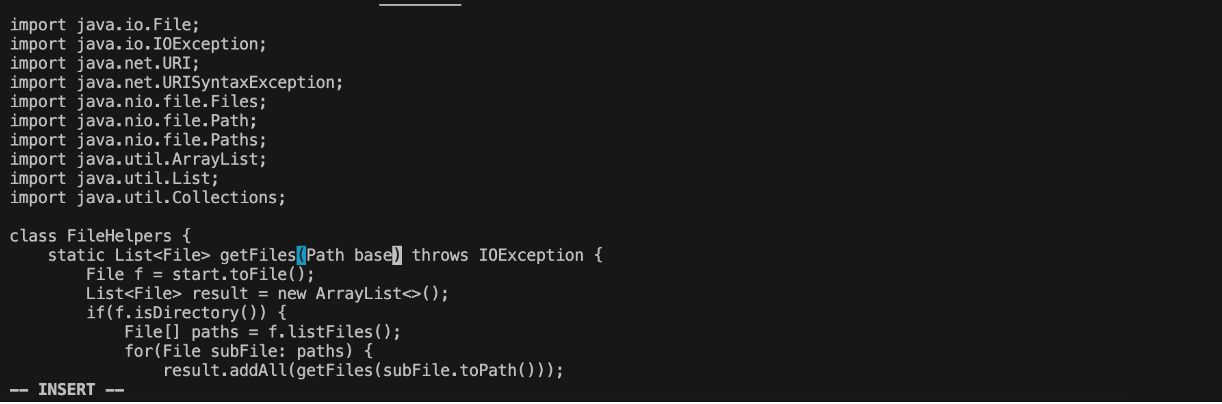 import java.io.File;
import java.io.IOException;
import java.net.URI;
import java.net.URISyntaxException;
import java.nio.file.Files;
import java.nio.file.Path;
import java.nio.file.Paths;
import java.util.ArrayList;
import java.util.List;
import java.util.Collections;

class FileHelpers {
    static List<File> getFiles(Path base) throws IOException {
        File f = start.toFile();
        List<File> result = new ArrayList<>();
        if(f.isDirectory()) {
            File[] paths = f.listFiles();
            for(File subFile: paths) {
                result.addAll(getFiles(subFile.toPath()));
-- INSERT --